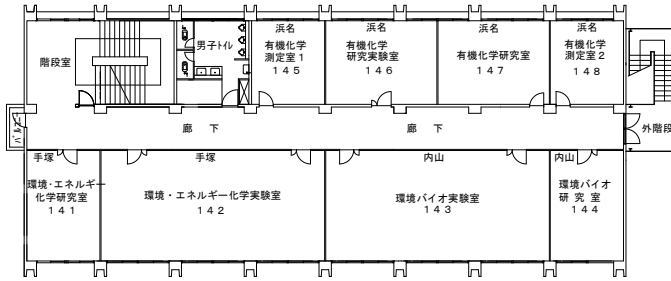 階段室
男子トイレ
浜名
有機化学
測定室1
145
浜名
有機化学
研究実験室
146
浜名
有機化学研究室
147
浜名
有機化学
測定室2
148
バルコニー
廊 下
廊 下
外階段
手塚
環境･エネルギー
化学研究室
141
手塚
環境・エネルギー化学実験室
142
内山
環境バイオ実験室
143
内山
環境バイオ
研 究 室
144